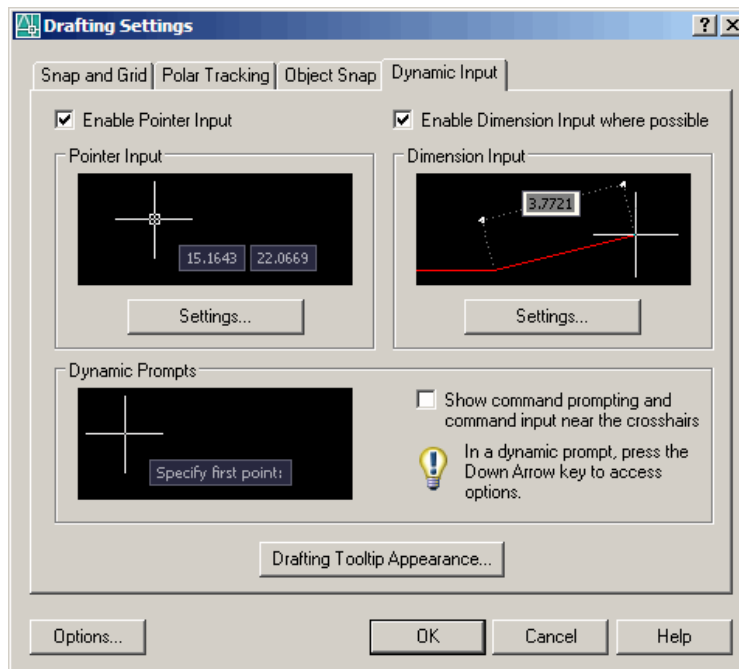 Drafting Settings
Snap and Grid
Polar Tracking
Object Snap
Dynamic Input
Enable Pointer Input
Enable Dimension Input where possible
Pointer Input
Dimension Input
15.1643 22.0669
3.7721
Settings...
Settings...
Dynamic Prompts
Specify first point:
Show command prompting and
command input near the crosshairs
In a dynamic prompt, press the
Down Arrow key to access
options.
Drafting Tooltip Appearance...
Options...
OK
Cancel
Help